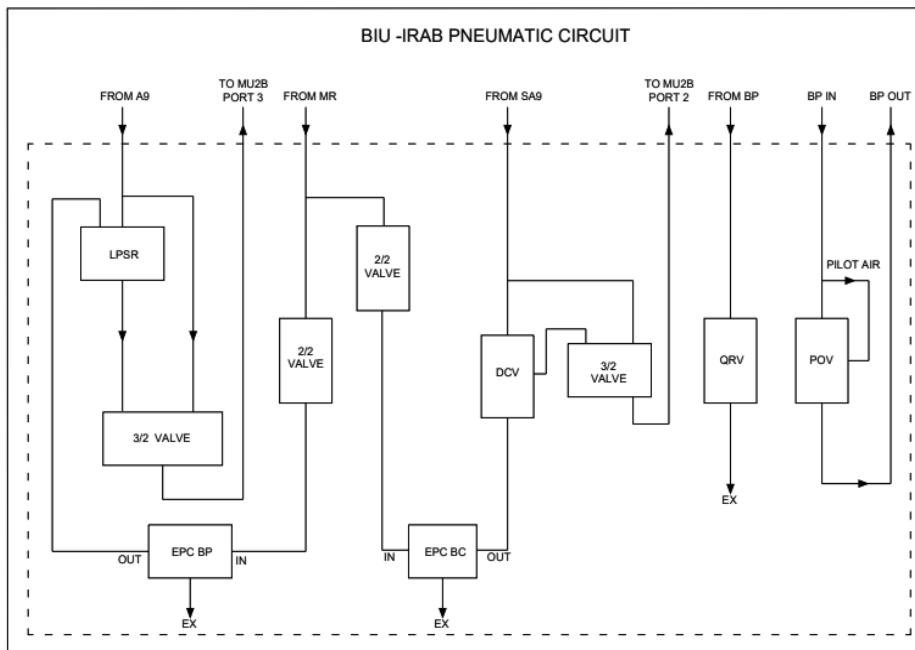 BIU -IRAB PNEUMATIC CIRCUIT
FROM A9
TO MU2B
PORT 3
FROM MR
FROM SA9
TO MU2B
PORT 2
FROM BP
BP IN
BP OUT
LPSR
2/2
VALVE
PILOT AIR
2/2
VALVE
DCV
3/2
VALVE
QRV
POV
3/2 VALVE
EX
OUT
EPC BP
IN
IN
EPC BC
OUT
EX
EX